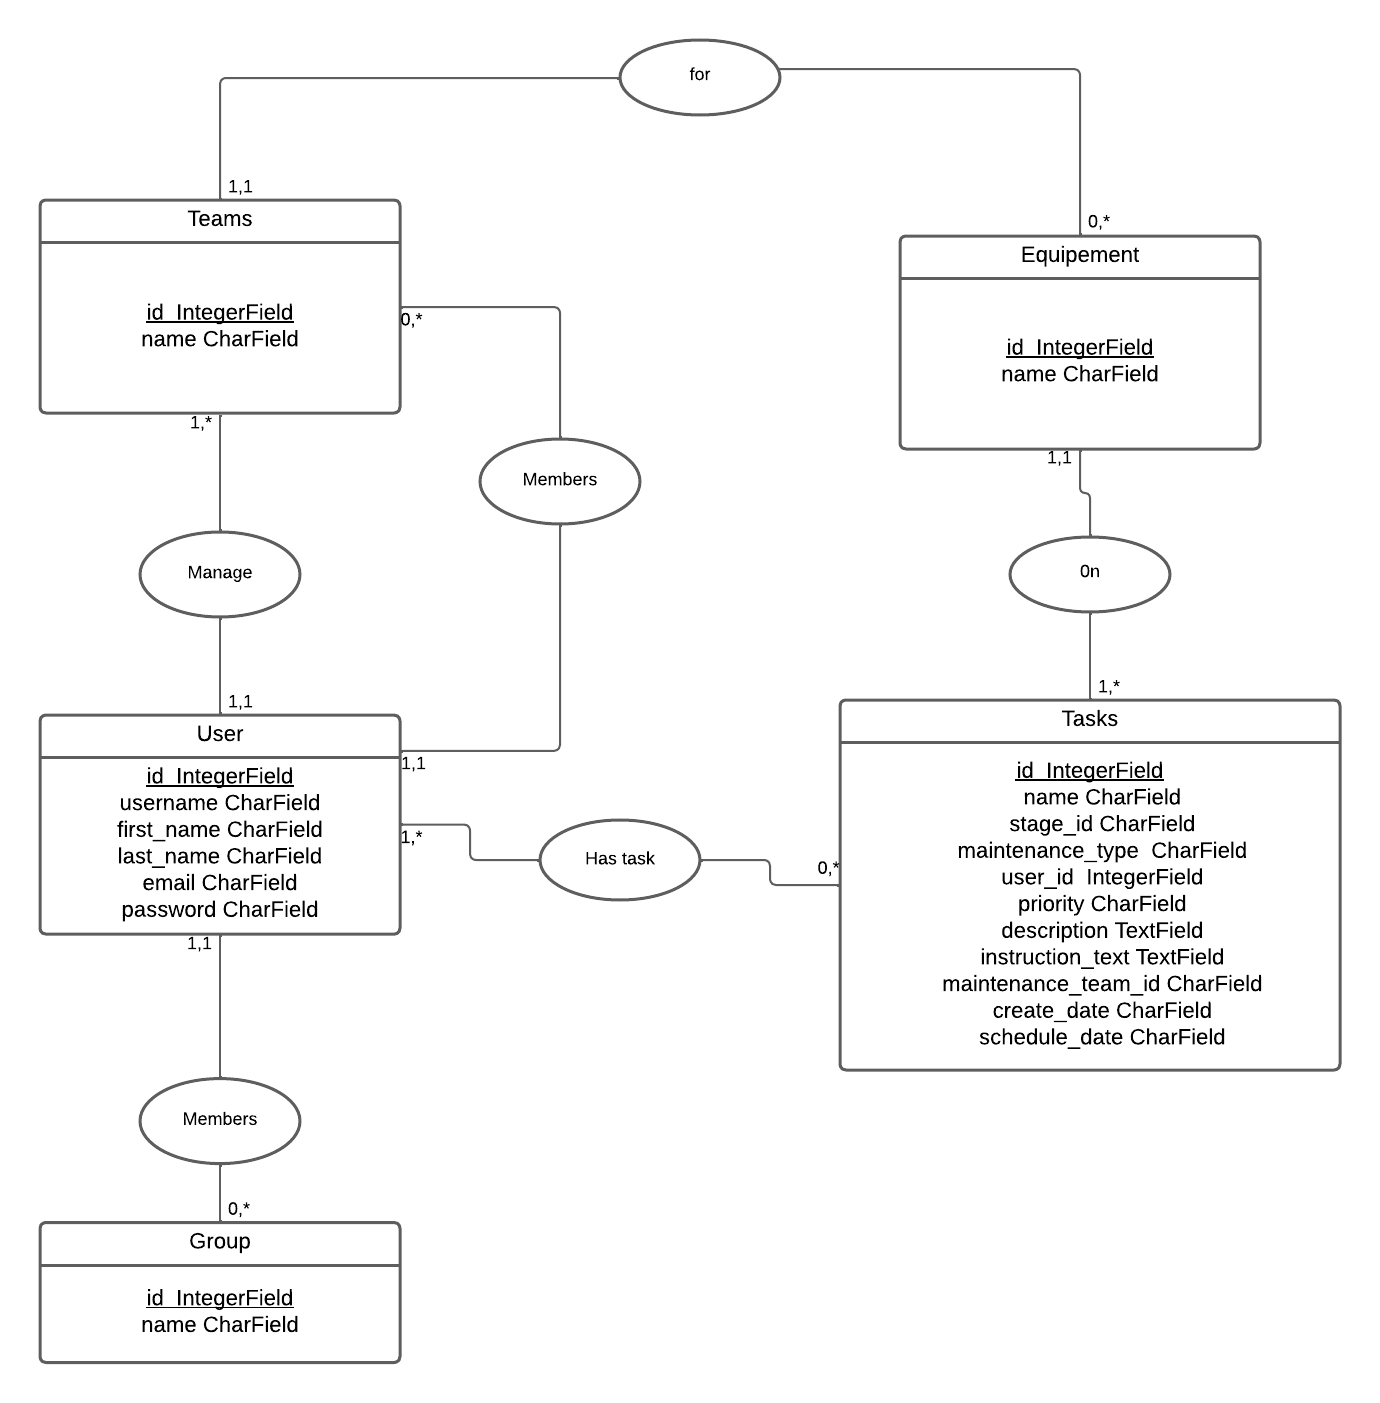 for
1,1
0,*
Teams
id  IntegerField
name CharField
0,*
1,*
Equipement
id  IntegerField
name CharField
1,1
Members
Manage
0n
1,1
1,*
User
id  IntegerField
username CharField
first_name CharField
last_name CharField
email CharField
password CharField
1,1
1,*
1,1
Has task
0,*
Tasks
id  IntegerField
name CharField
stage_id CharField
maintenance_type  CharField
user_id  IntegerField
priority CharField
description TextField
instruction_text TextField
maintenance_team_id CharField
create_date CharField
schedule_date CharField
Members
0,*
Group
id  IntegerField
name CharField